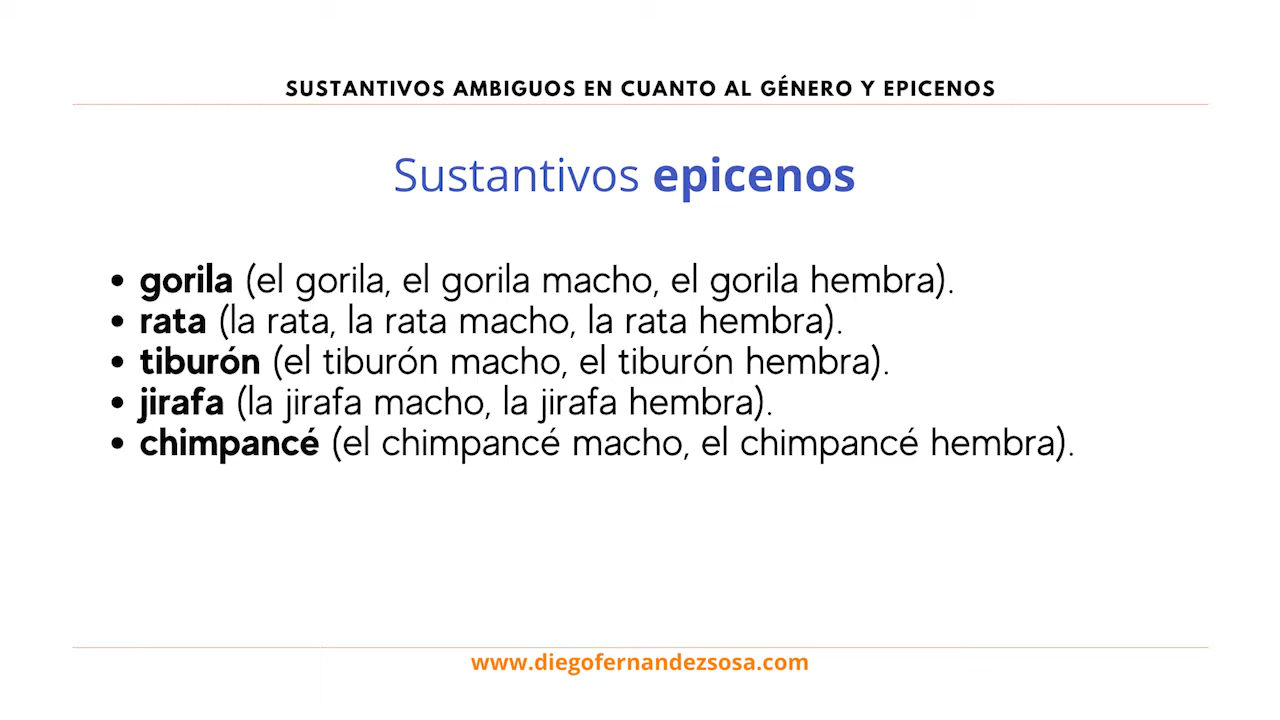 SUSTANTIVOS AMBIGUOS EN CUANTO AL GÉNERO Y EPICENOS
Sustantivos epicenos
• gorila (el gorila, el gorila macho, el gorila hembra).
• rata (la rata, la rata macho, la rata hembra).
• tiburón (el tiburón macho, el tiburón hembra).
• jirafa (la jirafa macho, la jirafa hembra).
• chimpancé (el chimpancé macho, el chimpancé hembra).
www.diegofernandezsosa.com